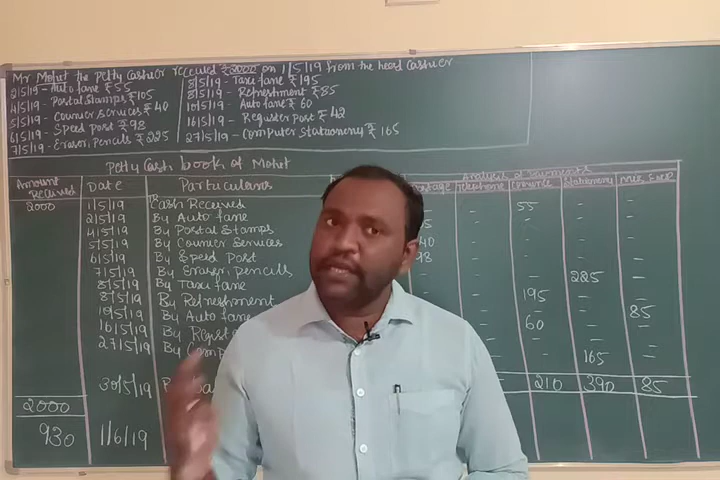 Mr Mohit the Petty Cashier received ₹2000 on 1/5/19 from the head cashier
2/5/19 - Auto fare ₹55
4/5/19 - Postal Stamps ₹105
5/5/19 - Courier services ₹40
6/5/19 - Speed Post ₹98
7/5/19 - Eraser, Pencils ₹225
8/5/19 - Taxi fare ₹195
8/5/19 - Refreshment ₹85
10/5/19 - Auto fare ₹60
16/5/19 - Register post ₹42
27/5/19 - Computer Stationery ₹165
Petty Cash book of Mohit
Analysis of Payments
Amount Received Date Particulars Telephone Stationery
2000 1/5/19 Cash Received
2/5/19 By Auto fare - 55 - -
4/5/19 By Postal Stamps - - - -
5/5/19 By Courier Services 40 - - - -
6/5/19 By Speed Post - - - -
7/5/19 By Eraser, Pencils - - 225 -
8/5/19 By Taxi fare - 195 - -
8/5/19 By Refreshment - - - 85
By Auto fare - 60 - -
16/5/19 By - - - -
27/5/19 By - - 165 -
30/5/19 210 390 85
2000
930 1/6/19